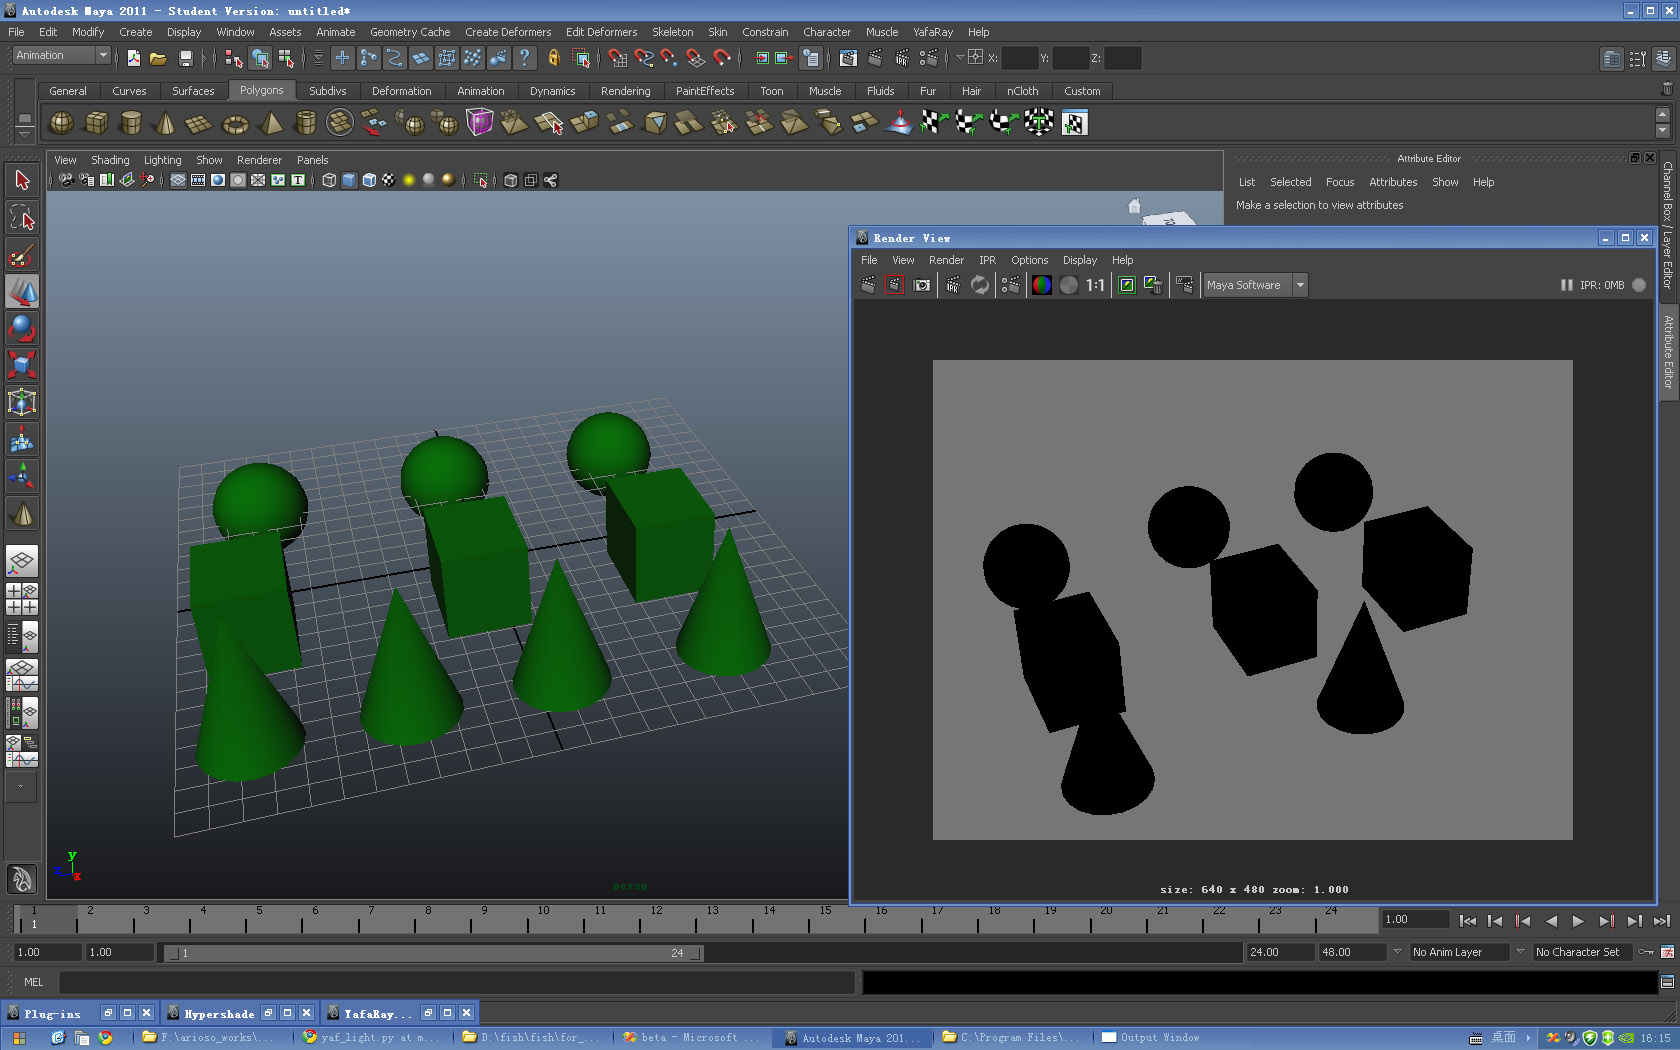 Autodesk Maya 2011 - Student Version: untitled*
File Edit Modify Create Display Window Assets Animate Geometry Cache Create Deformers Edit Deformers Skeleton Skin Constrain Character Muscle YafaRay Help
Animation X: Y: Z:
General Curves Surfaces Polygons Subdivs Deformation Animation Dynamics Rendering PaintEffects Toon Muscle Fluids Fur Hair nCloth Custom
View Shading Lighting Show Renderer Panels
Attribute Editor
List Selected Focus Attributes Show Help
Make a selection to view attributes
Channel Box / Layer Editor
Attribute Editor
Render View
File View Render IPR Options Display Help
IPR 1:1 Maya Software IPR: 0MB
size: 640 x 480 zoom: 1.000
y
x
persp
1 2 3 4 5 6 7 8 9 10 11 12 13 14 15 16 17 18 19 20 21 22 23 24
1 1.00
1.00 1.00 1 24 24.00 48.00 No Anim Layer No Character Set
MEL
Plug-ins Hypershade YafaRay...
F:\arioso_works\... yaf_light.py at m... D:\fish\fish\for_... beta - Microsoft ... Autodesk Maya 201... C:\Program Files\... Output Window 桌面 16:15